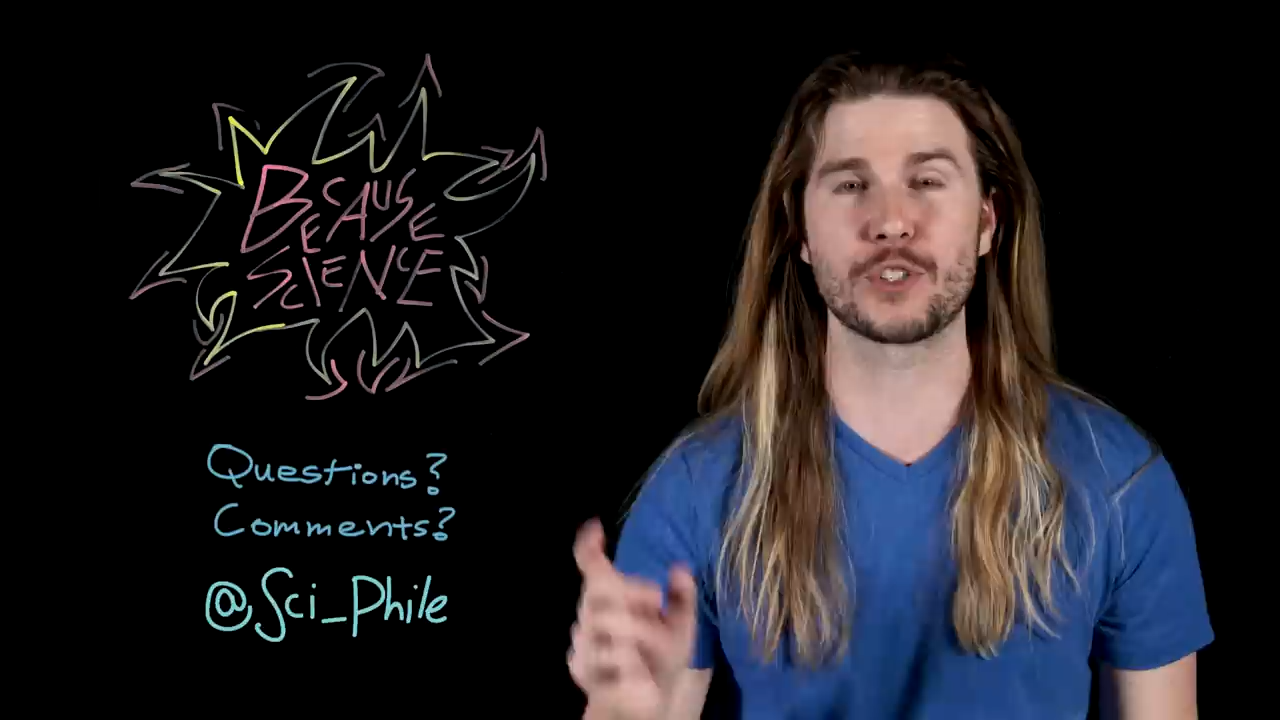 BECAUSE
SCIENCE
Questions?
Comments?
@Sci_Phile